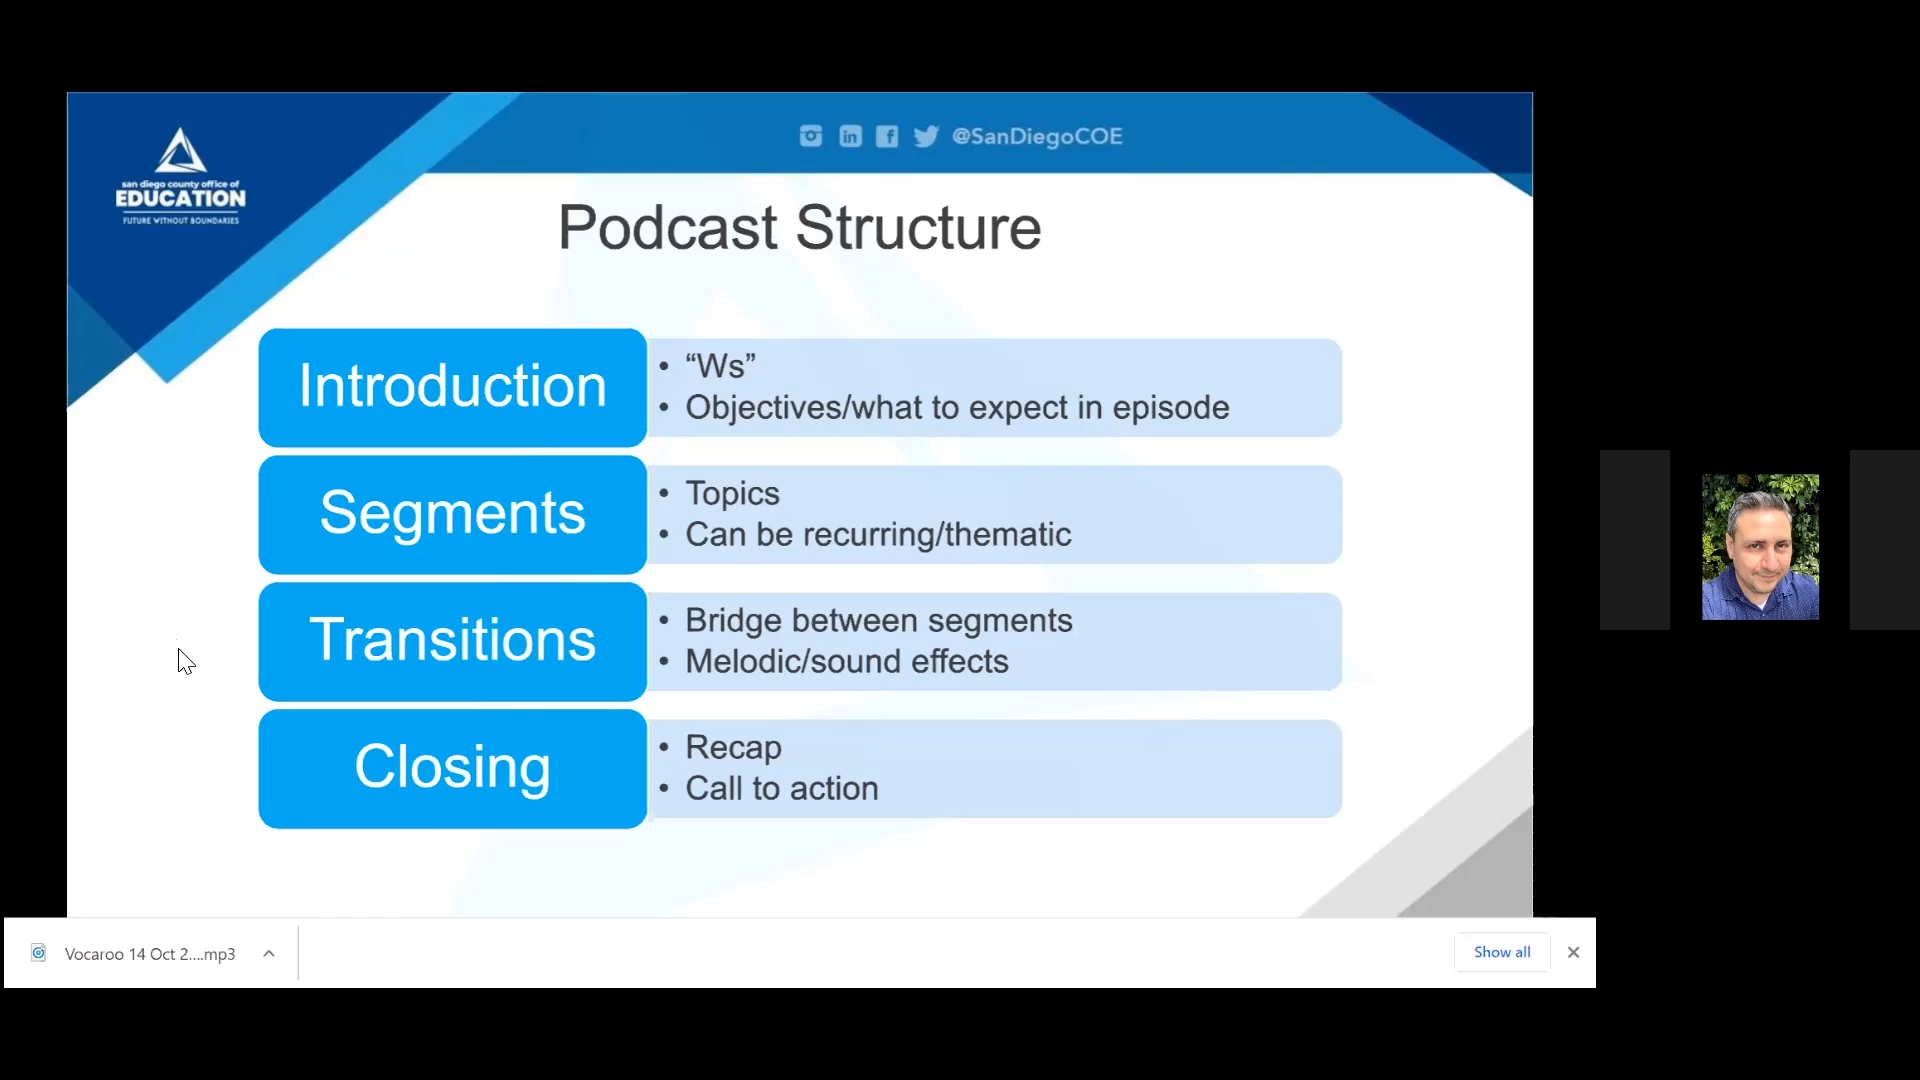 @SanDiegoCOE
san diego county office of
EDUCATION
FUTURE WITHOUT BOUNDARIES
Podcast Structure
Introduction
• “Ws”
• Objectives/what to expect in episode
Segments
• Topics
• Can be recurring/thematic
Transitions
• Bridge between segments
• Melodic/sound effects
Closing
• Recap
• Call to action
Vocaroo 14 Oct 2....mp3
Show all